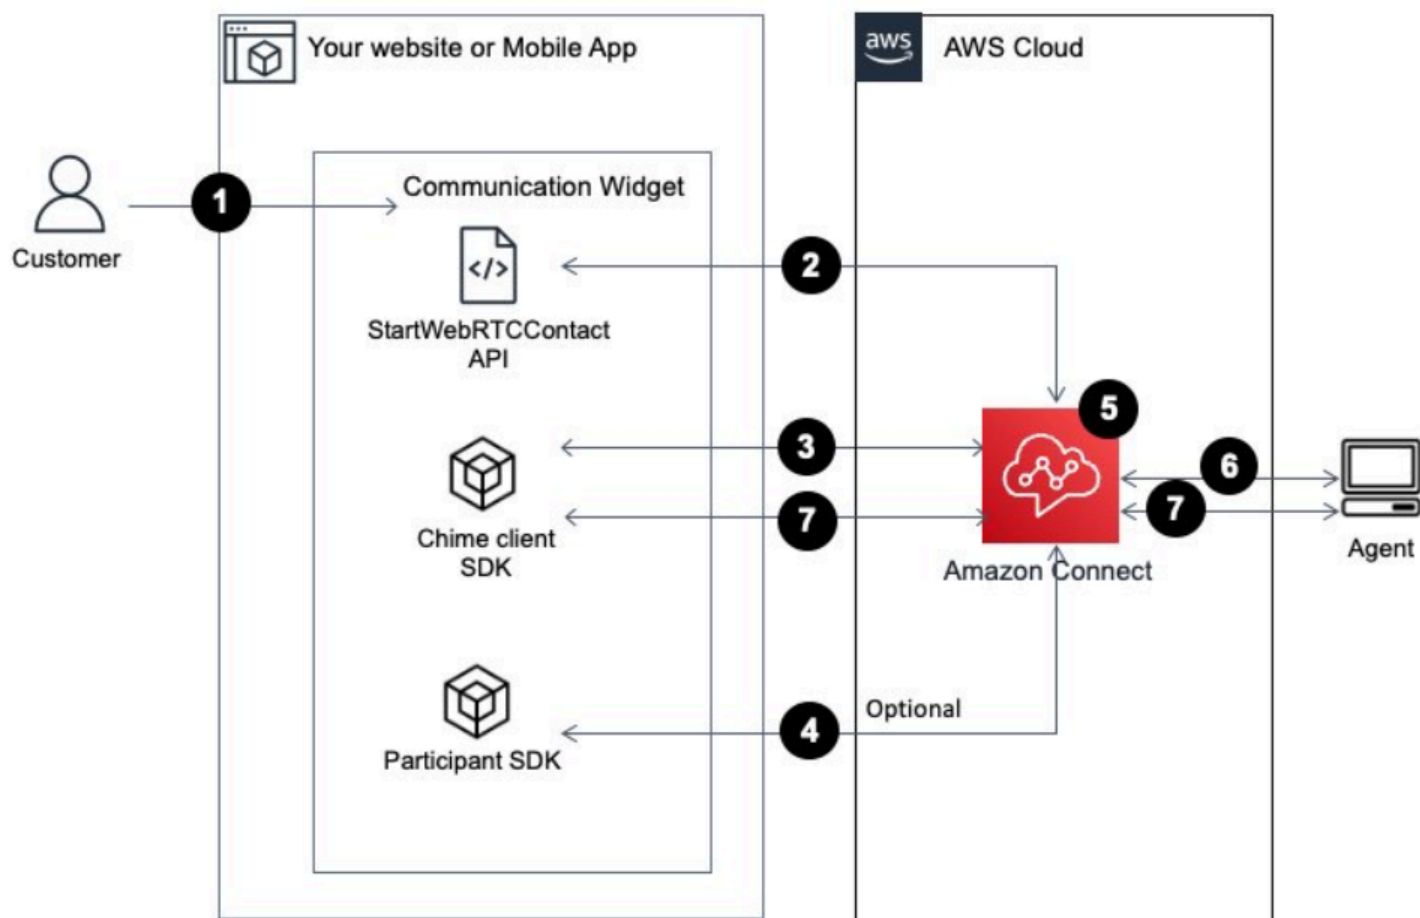 Your website or Mobile App
aws
AWS Cloud
Communication Widget
1
Customer
</>
2
StartWebRTCContact
API
5
3
6
7
7
Chime client
SDK
Amazon Connect
Agent
Optional
4
Participant SDK